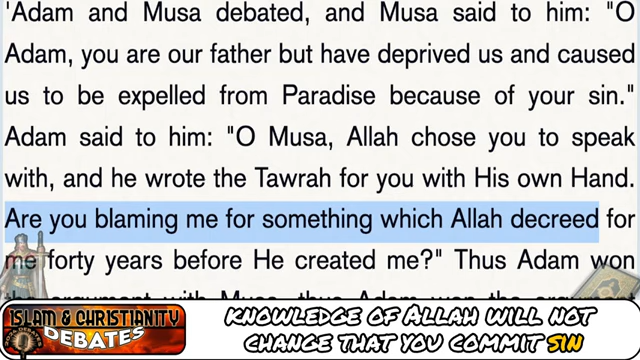 'Adam and Musa debated, and Musa said to him: "O
Adam, you are our father but have deprived us and caused
us to be expelled from Paradise because of your sin."
Adam said to him: "O Musa, Allah chose you to speak
with, and he wrote the Tawrah for you with His own Hand.
Are you blaming me for something which Allah decreed for
me forty years before He created me?" Thus Adam won
ISLAM & CHRISTIANITY
DEBATES
KNOWLEDGE OF ALLAH WILL NOT
CHANGE THAT YOU COMMIT SIN